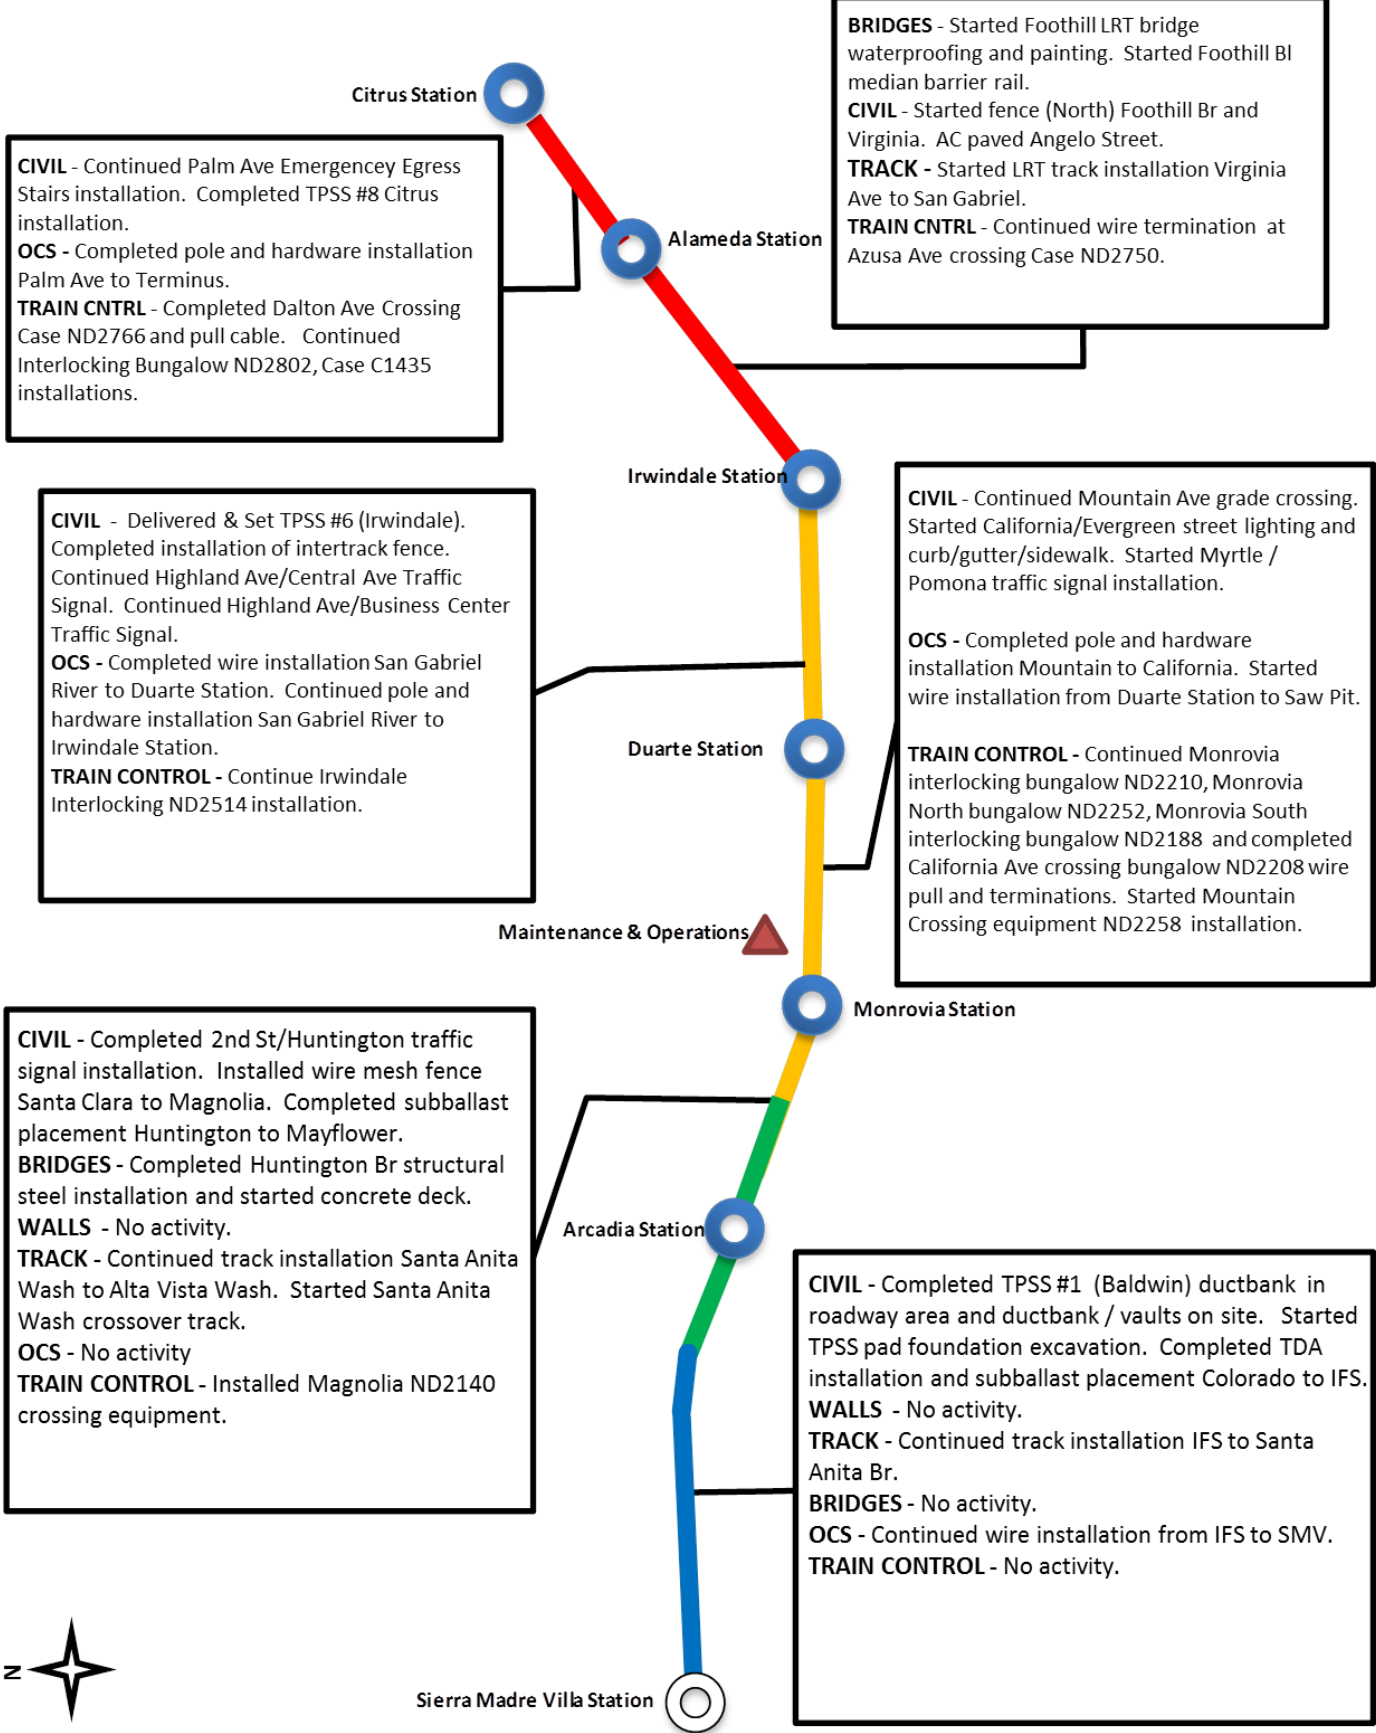 BRIDGES - Started Foothill LRT bridge
waterproofing and painting. Started Foothill Bl
median barrier rail.
CIVIL - Started fence (North) Foothill Br and
Virginia. AC paved Angelo Street.
TRACK - Started LRT track installation Virginia
Ave to San Gabriel.
TRAIN CNTRL - Continued wire termination at
Azusa Ave crossing Case ND2750.
Citrus Station
CIVIL - Continued Palm Ave Emergencey Egress
Stairs installation. Completed TPSS #8 Citrus
installation.
OCS - Completed pole and hardware installation
Palm Ave to Terminus.
TRAIN CNTRL - Completed Dalton Ave Crossing
Case ND2766 and pull cable. Continued
Interlocking Bungalow ND2802, Case C1435
installations.
Alameda Station
Irwindale Station
CIVIL - Delivered & Set TPSS #6 (Irwindale).
Completed installation of intertrack fence.
Continued Highland Ave/Central Ave Traffic
Signal. Continued Highland Ave/Business Center
Traffic Signal.
OCS - Completed wire installation San Gabriel
River to Duarte Station. Continued pole and
hardware installation San Gabriel River to
Irwindale Station.
TRAIN CONTROL - Continue Irwindale
Interlocking ND2514 installation.
CIVIL - Continued Mountain Ave grade crossing.
Started California/Evergreen street lighting and
curb/gutter/sidewalk. Started Myrtle /
Pomona traffic signal installation.
OCS - Completed pole and hardware
installation Mountain to California. Started
wire installation from Duarte Station to Saw Pit.
TRAIN CONTROL - Continued Monrovia
interlocking bungalow ND2210, Monrovia
North bungalow ND2252, Monrovia South
interlocking bungalow ND2188 and completed
California Ave crossing bungalow ND2208 wire
pull and terminations. Started Mountain
Crossing equipment ND2258 installation.
Duarte Station
Maintenance & Operations
Monrovia Station
CIVIL - Completed 2nd St/Huntington traffic
signal installation. Installed wire mesh fence
Santa Clara to Magnolia. Completed subballast
placement Huntington to Mayflower.
BRIDGES - Completed Huntington Br structural
steel installation and started concrete deck.
WALLS - No activity.
TRACK - Continued track installation Santa Anita
Wash to Alta Vista Wash. Started Santa Anita
Wash crossover track.
OCS - No activity
TRAIN CONTROL - Installed Magnolia ND2140
crossing equipment.
Arcadia Station
CIVIL - Completed TPSS #1 (Baldwin) ductbank in
roadway area and ductbank / vaults on site. Started
TPSS pad foundation excavation. Completed TDA
installation and subballast placement Colorado to IFS.
WALLS - No activity.
TRACK - Continued track installation IFS to Santa
Anita Br.
BRIDGES - No activity.
OCS - Continued wire installation from IFS to SMV.
TRAIN CONTROL - No activity.
N
Sierra Madre Villa Station